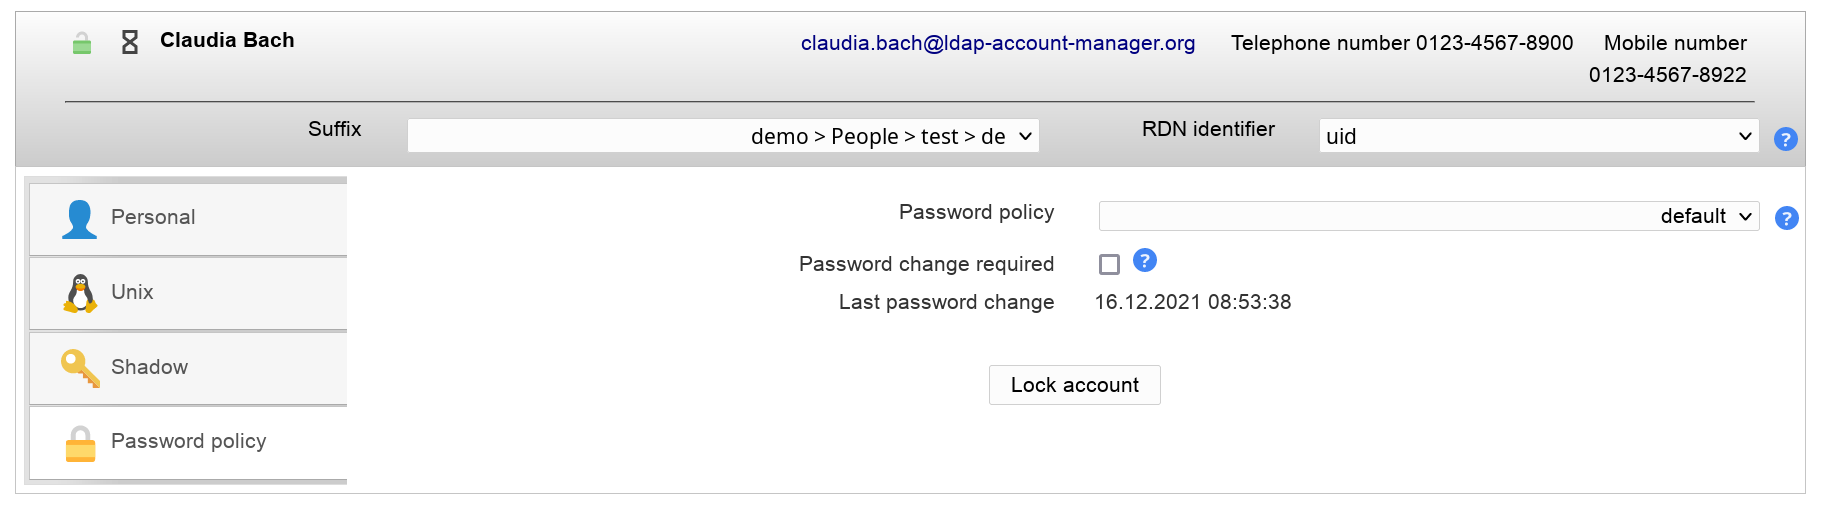 Claudia Bach
claudia.bach@ldap-account-manager.org Telephone number 0123-4567-8900 Mobile number
0123-4567-8922
Suffix demo > People > test > de RDN identifier uid ?
Personal
Password policy default ?
Password change required ?
Unix
Last password change 16.12.2021 08:53:38
Shadow
Lock account
Password policy